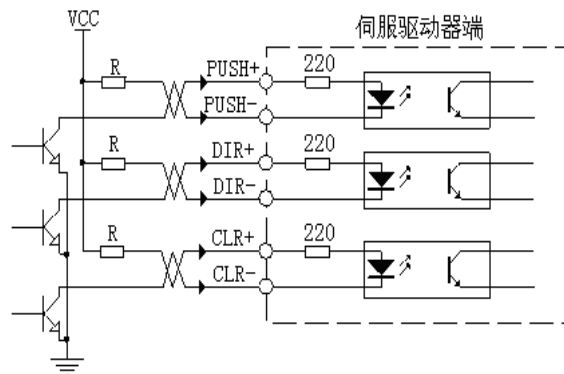 VCC
伺服驱动器端
R
PUSH+
220
PUSH-
R
DIR+
220
DIR-
R
CLR+
220
CLR-